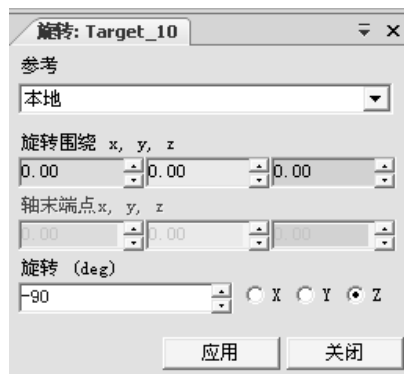 旋转: Target_10
参考
本地
旋转围绕 x, y, z
0.00 0.00 0.00
轴末端点x, y, z
0.00 0.00 0.00
旋转 (deg)
-90 X Y Z
应用 关闭